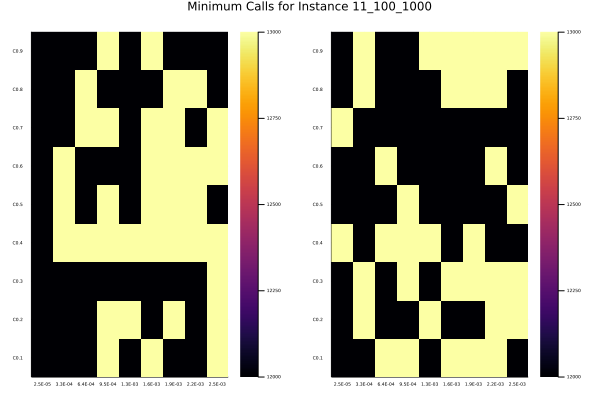 Minimum Calls for Instance 11_100_1000
C0.9
C0.8
C0.7
C0.6
C0.5
C0.4
C0.3
C0.2
C0.1
2.5E-05 3.3E-04 6.4E-04 9.5E-04 1.3E-03 1.6E-03 1.9E-03 2.2E-03 2.5E-03
13000
12750
12500
12250
12000
C0.9
C0.8
C0.7
C0.6
C0.5
C0.4
C0.3
C0.2
C0.1
2.5E-05 3.3E-04 6.4E-04 9.5E-04 1.3E-03 1.6E-03 1.9E-03 2.2E-03 2.5E-03
13000
12750
12500
12250
12000